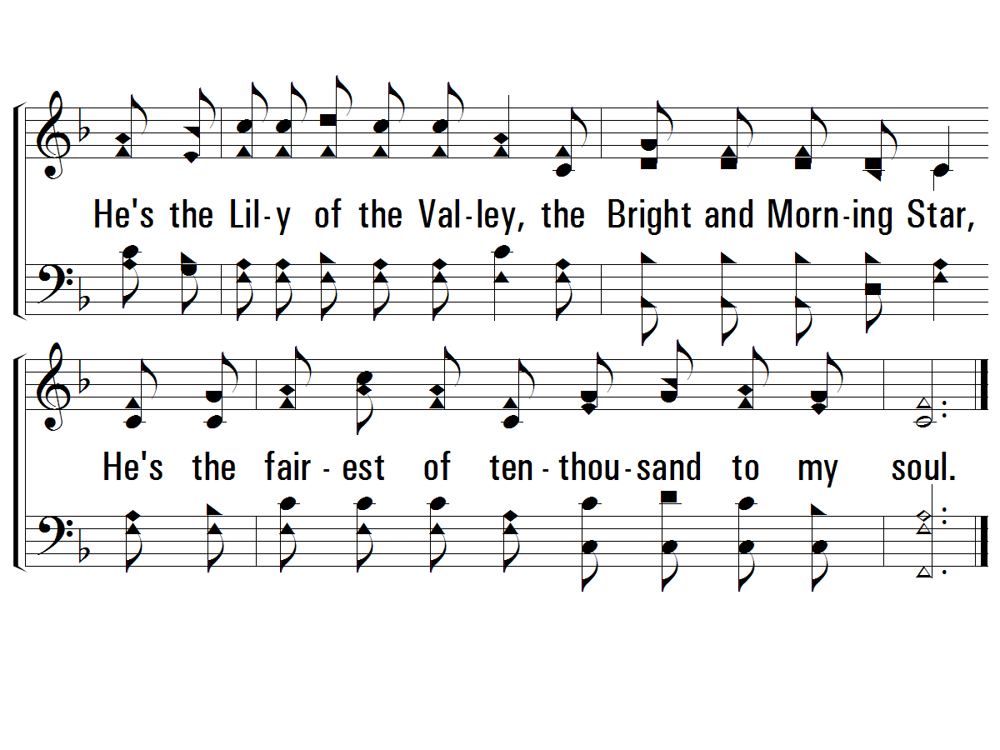 He's the Lil-y of the Val-ley, the Bright and Morn-ing Star,
He's the fair-est of ten-thou-sand to my soul.